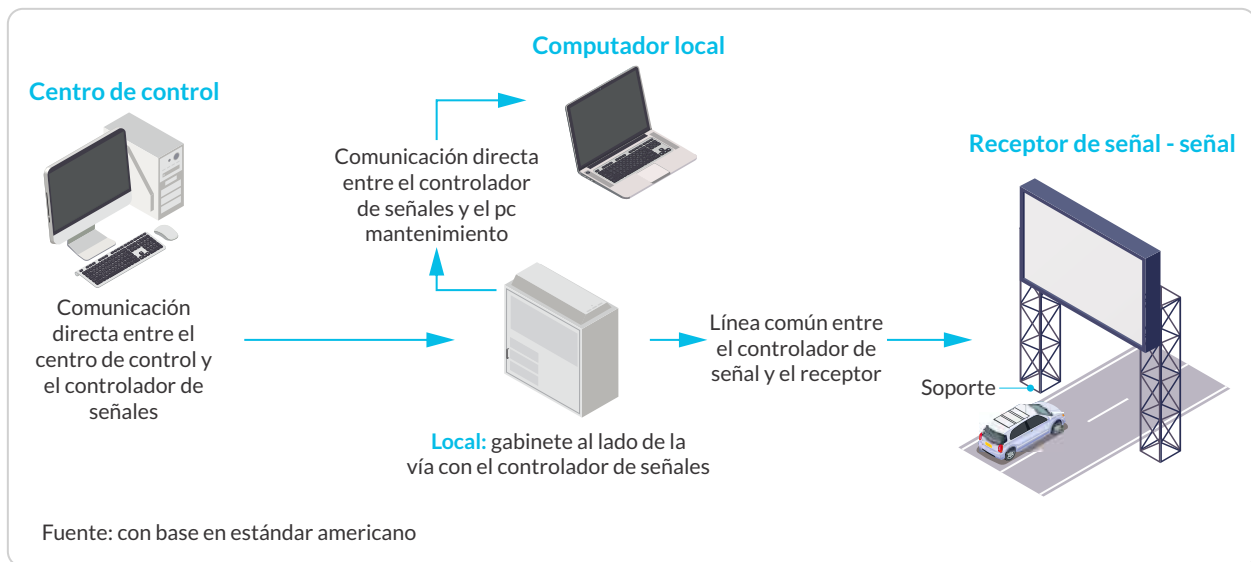 Centro de control
Comunicación
directa entre el
centro de control y
el controlador de
señales
Computador local
Comunicación directa
entre el controlador
de señales y el pc
mantenimiento
Local: gabinete al lado de la
vía con el controlador de señales
Línea común entre
el controlador de
señal y el receptor
Receptor de señal - señal
Soporte
Fuente: con base en estándar americano